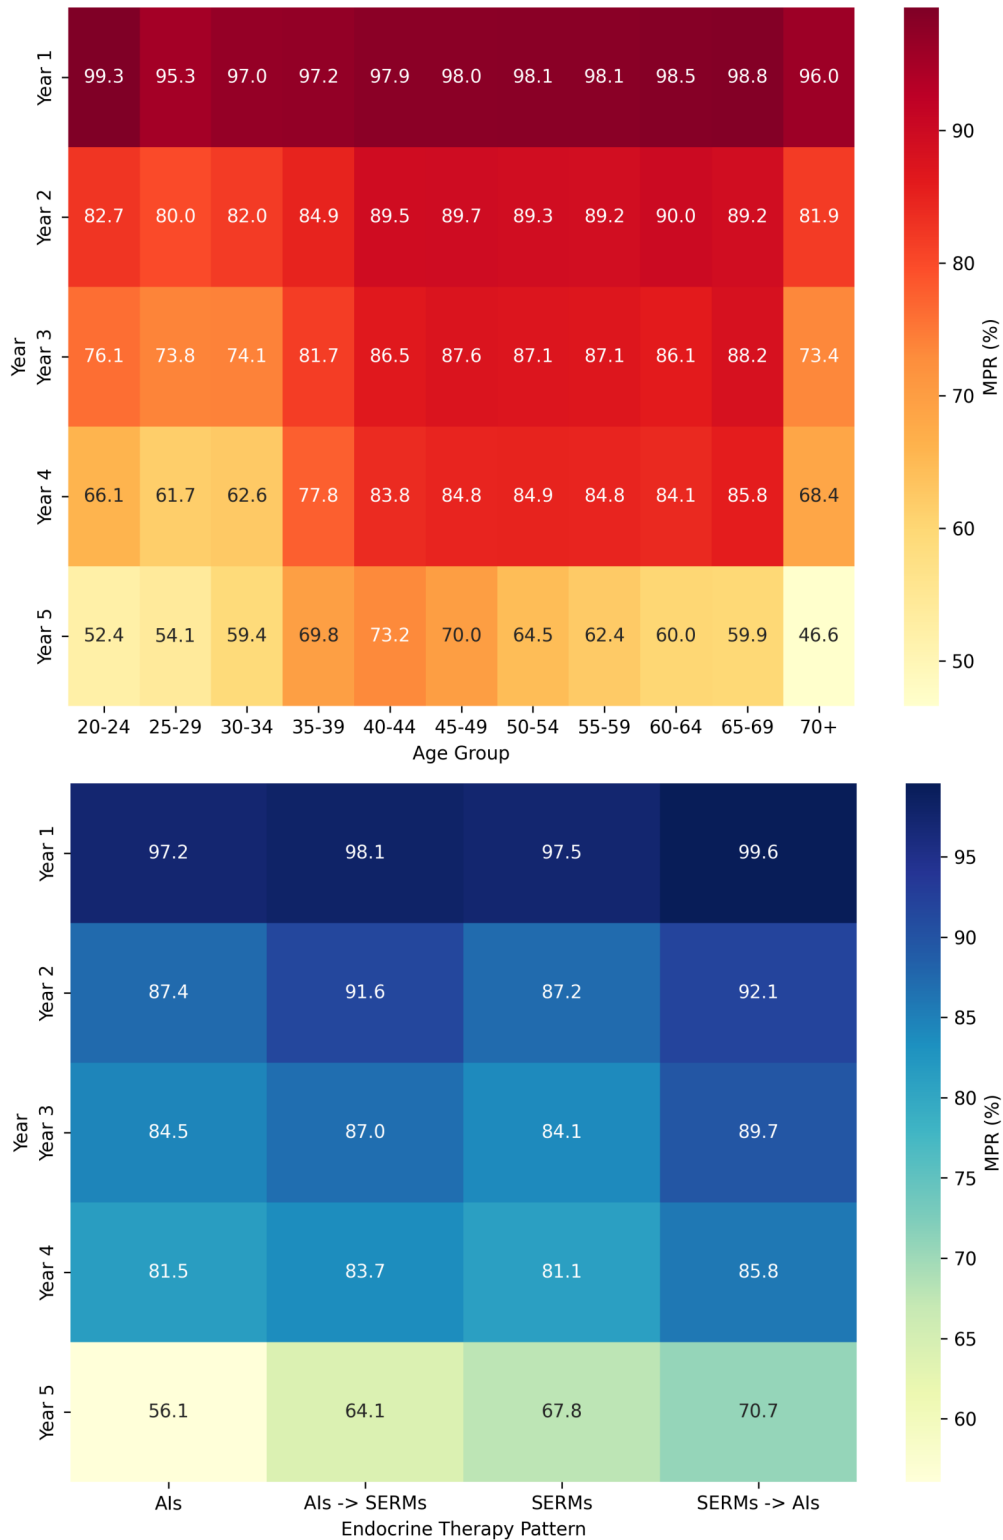 Year 1 99.3 95.3 97.0 97.2 97.9 98.0 98.1 98.1 98.5 98.8 96.0
Year 2 82.7 80.0 82.0 84.9 89.5 89.7 89.3 89.2 90.0 89.2 81.9
Year 3 76.1 73.8 74.1 81.7 86.5 87.6 87.1 87.1 86.1 88.2 73.4
Year 4 66.1 61.7 62.6 77.8 83.8 84.8 84.9 84.8 84.1 85.8 68.4
Year 5 52.4 54.1 59.4 69.8 73.2 70.0 64.5 62.4 60.0 59.9 46.6
20-24 25-29 30-34 35-39 40-44 45-49 50-54 55-59 60-64 65-69 70+
Age Group
Year
90
80
70
60
50
MPR (%)
Year 1 97.2 98.1 97.5 99.6
Year 2 87.4 91.6 87.2 92.1
Year 3 84.5 87.0 84.1 89.7
Year 4 81.5 83.7 81.1 85.8
Year 5 56.1 64.1 67.8 70.7
AIs AIs -> SERMs SERMs SERMs -> AIs
Endocrine Therapy Pattern
Year
95
90
85
80
75
70
65
60
MPR (%)